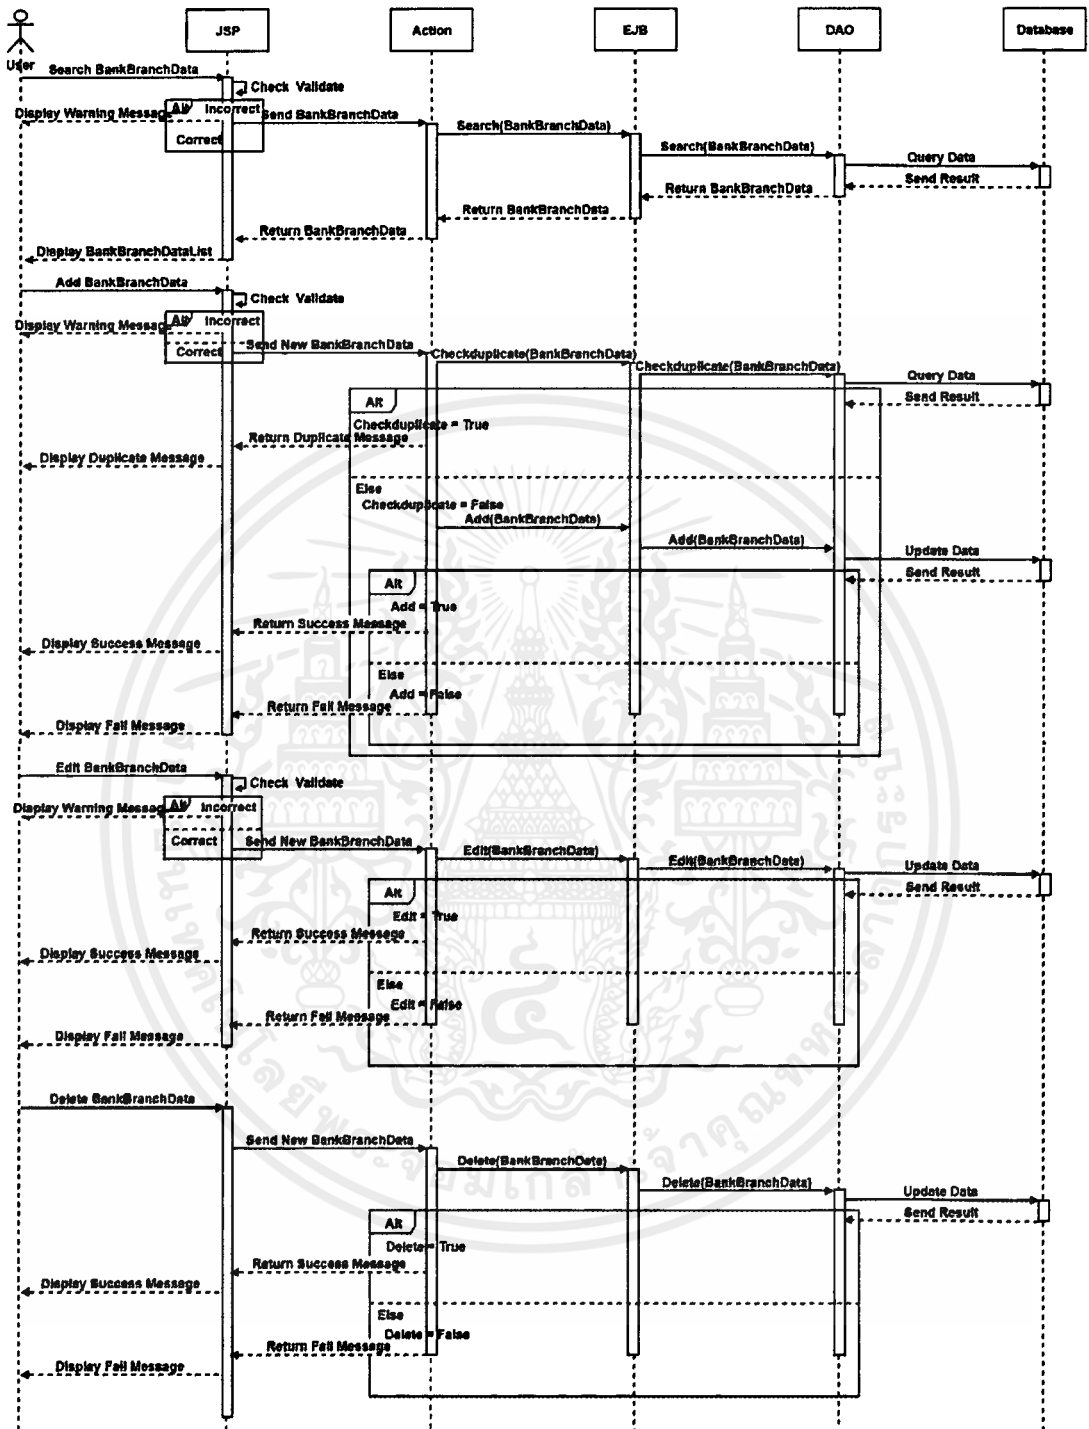 JSP
Action
EJB
DAO
Database
User
Search BankBranchData
Check Validate
Alt
Incorrect
Display Warning Message
Send BankBranchData
Correct
Search(BankBranchData)
Search(BankBranchData)
Query Data
Send Result
Return BankBranchData
Return BankBranchData
Return BankBranchData
Display BankBranchDataList
Add BankBranchData
Check Validate
Alt
Incorrect
Display Warning Message
Correct
Send New BankBranchData
Checkduplicate(BankBranchData)
Checkduplicate(BankBranchData)
Query Data
Send Result
Alt
Checkduplicate = True
Return Duplicate Message
Display Duplicate Message
Else
Checkduplicate = False
Add(BankBranchData)
Add(BankBranchData)
Update Data
Send Result
Alt
Add = True
Return Success Message
Display Success Message
Else
Add = False
Return Fail Message
Display Fail Message
Edit BankBranchData
Check Validate
Alt
Incorrect
Display Warning Message
Correct
Send New BankBranchData
Edit(BankBranchData)
Edit(BankBranchData)
Update Data
Send Result
Alt
Edit = True
Return Success Message
Display Success Message
Else
Edit = False
Return Fail Message
Display Fail Message
Delete BankBranchData
Send New BankBranchData
Delete(BankBranchData)
Delete(BankBranchData)
Update Data
Send Result
Alt
Delete = True
Return Success Message
Display Success Message
Else
Delete = False
Return Fail Message
Display Fail Message